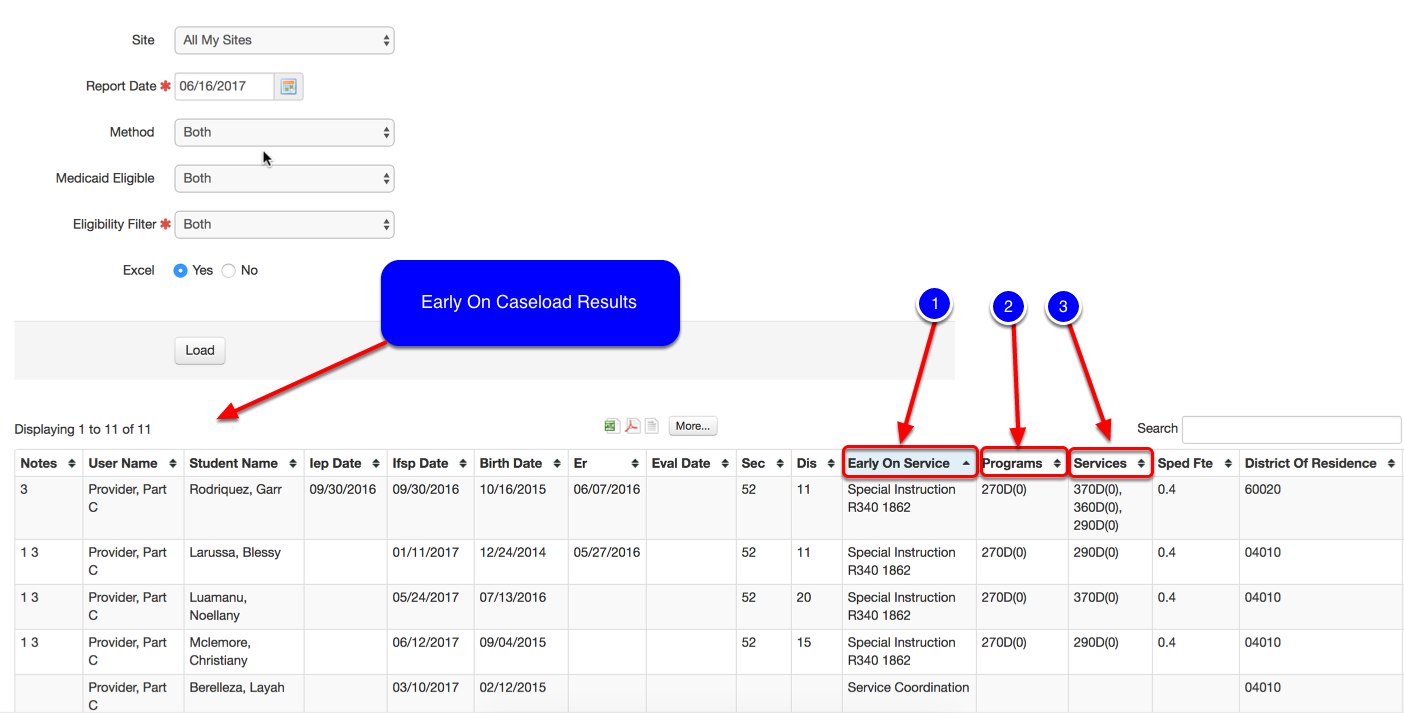 Site All My Sites
Report Date * 06/16/2017
Method Both
Medicaid Eligible Both
Eligibility Filter * Both
Excel Yes No
Early On Caseload Results
1 2 3
Load
Displaying 1 to 11 of 11 More... Search
Notes User Name Student Name Iep Date Ifsp Date Birth Date Er Eval Date Sec Dis Early On Service Programs Services Sped Fte District Of Residence
3 Provider, Part Rodriquez, Garr 09/30/2016 09/30/2016 10/16/2015 06/07/2016 52 11 Special Instruction 270D(0) 370D(0), 0.4 60020
C R340 1862 360D(0),
290D(0)
1 3 Provider, Part Larussa, Blessy 01/11/2017 12/24/2014 05/27/2016 52 11 Special Instruction 270D(0) 290D(0) 0.4 04010
C R340 1862
1 3 Provider, Part Luamanu, 05/24/2017 07/13/2016 52 20 Special Instruction 270D(0) 370D(0) 0.4 04010
C Noellany R340 1862
1 3 Provider, Part Mclemore, 06/12/2017 09/04/2015 52 15 Special Instruction 270D(0) 290D(0) 0.4 04010
C Christiany R340 1862
Provider, Part Berelleza, Layah 03/10/2017 02/12/2015 Service Coordination 04010
C